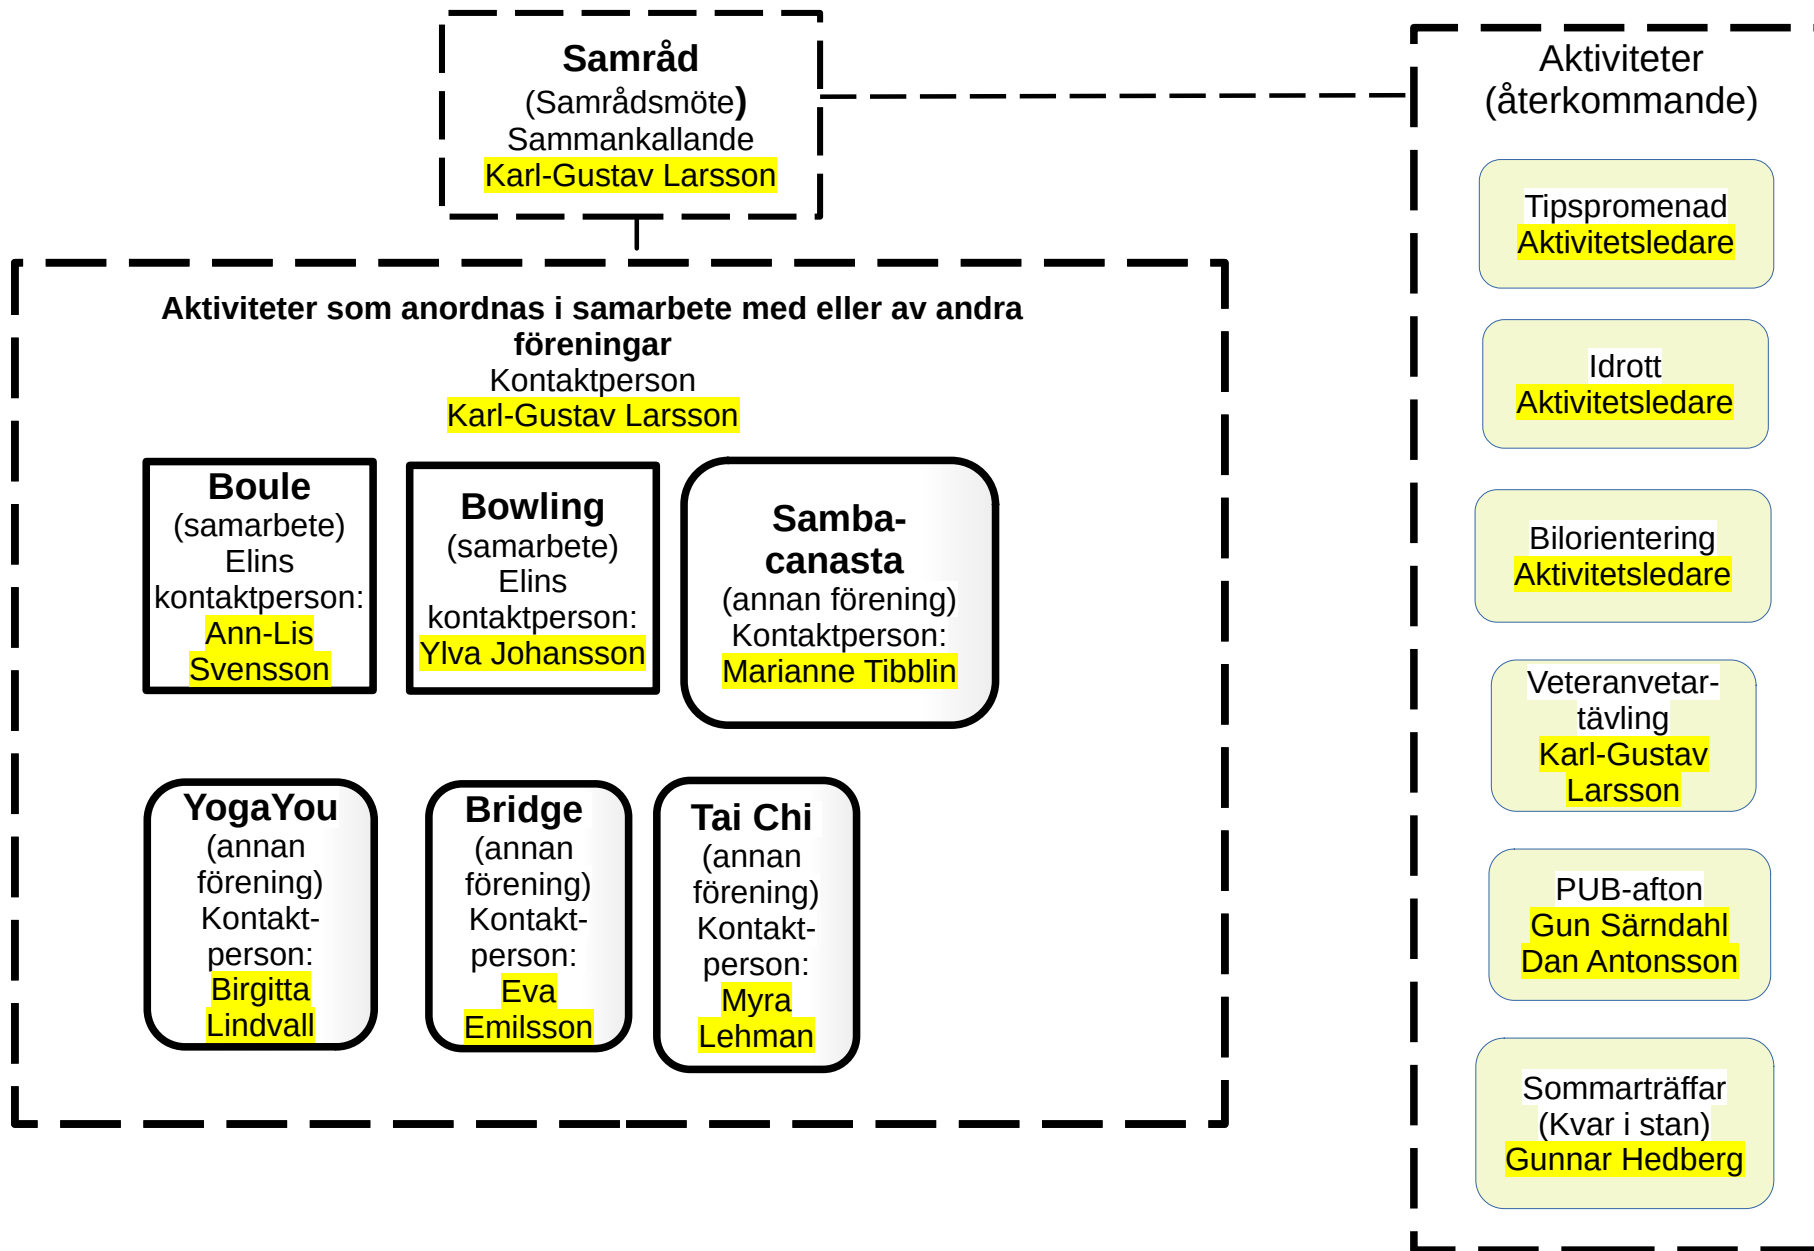 Samråd
(Samrådsmöte)
Sammankallande
Karl-Gustav Larsson
Aktiviteter som anordnas i samarbete med eller av andra
föreningar
Kontaktperson
Karl-Gustav Larsson
Boule
(samarbete)
Elins
kontaktperson:
Ann-Lis
Svensson
Bowling
(samarbete)
Elins
kontaktperson:
Ylva Johansson
Samba-
canasta
(annan förening)
Kontaktperson:
Marianne Tibblin
YogaYou
(annan
förening)
Kontakt-
person:
Birgitta
Lindvall
Bridge
(annan
förening)
Kontakt-
person:
Eva
Emilsson
Tai Chi
(annan
förening)
Kontakt-
person:
Myra
Lehman
Aktiviteter
(återkommande)
Tipspromenad
Aktivitetsledare
Idrott
Aktivitetsledare
Bilorientering
Aktivitetsledare
Veteranvetar-
tävling
Karl-Gustav
Larsson
PUB-afton
Gun Särndahl
Dan Antonsson
Sommarträffar
(Kvar i stan)
Gunnar Hedberg